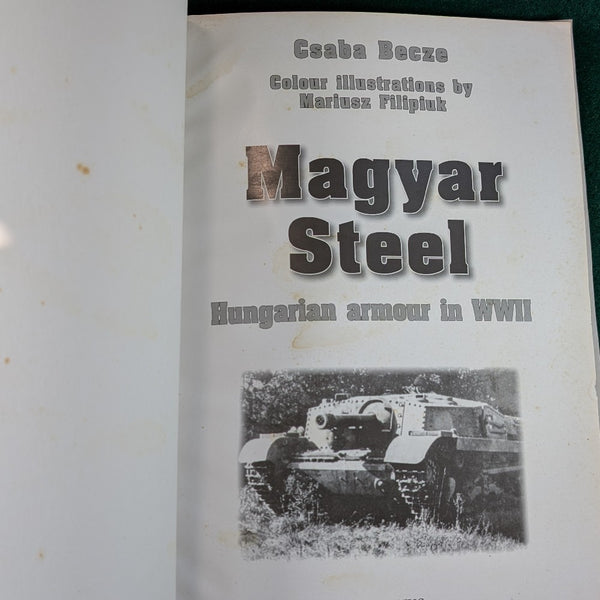 Csaba Becze
Colour illustrations by
Mariusz Filipiuk
Magyar
Steel
Hungarian armour in WWII